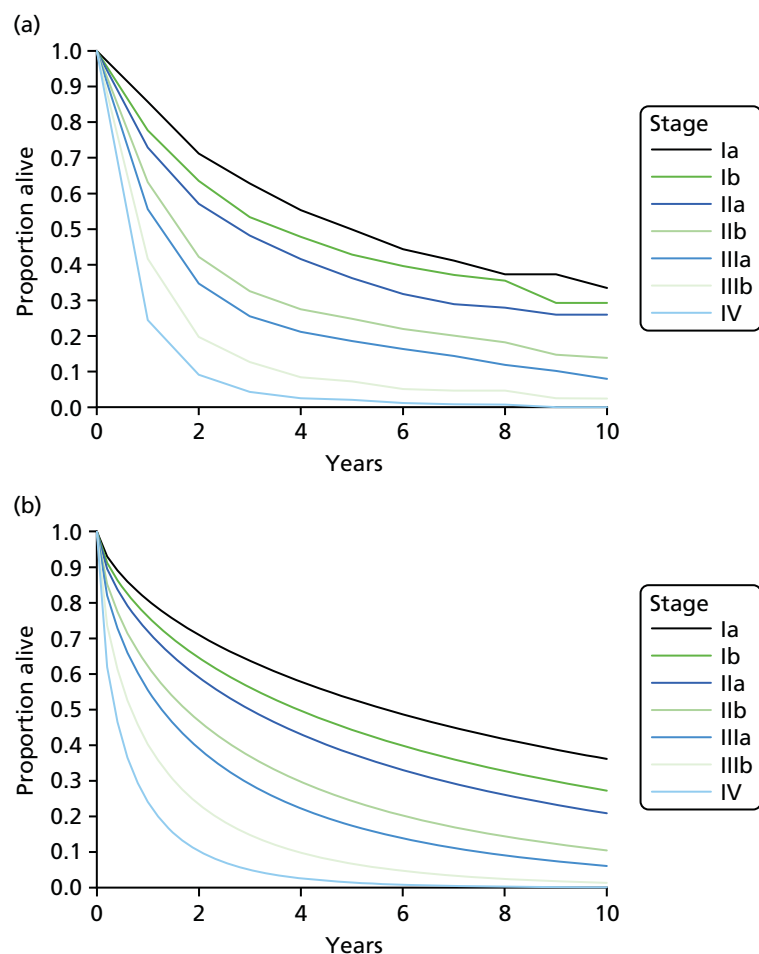 (a)
Proportion alive
1.0
0.9
0.8
0.7
0.6
0.5
0.4
0.3
0.2
0.1
0.0
0 2 4 6 8 10
Years
Stage
Ia
Ib
IIa
IIb
IIIa
IIIb
IV
(b)
Proportion alive
1.0
0.9
0.8
0.7
0.6
0.5
0.4
0.3
0.2
0.1
0.0
0 2 4 6 8 10
Years
Stage
Ia
Ib
IIa
IIb
IIIa
IIIb
IV